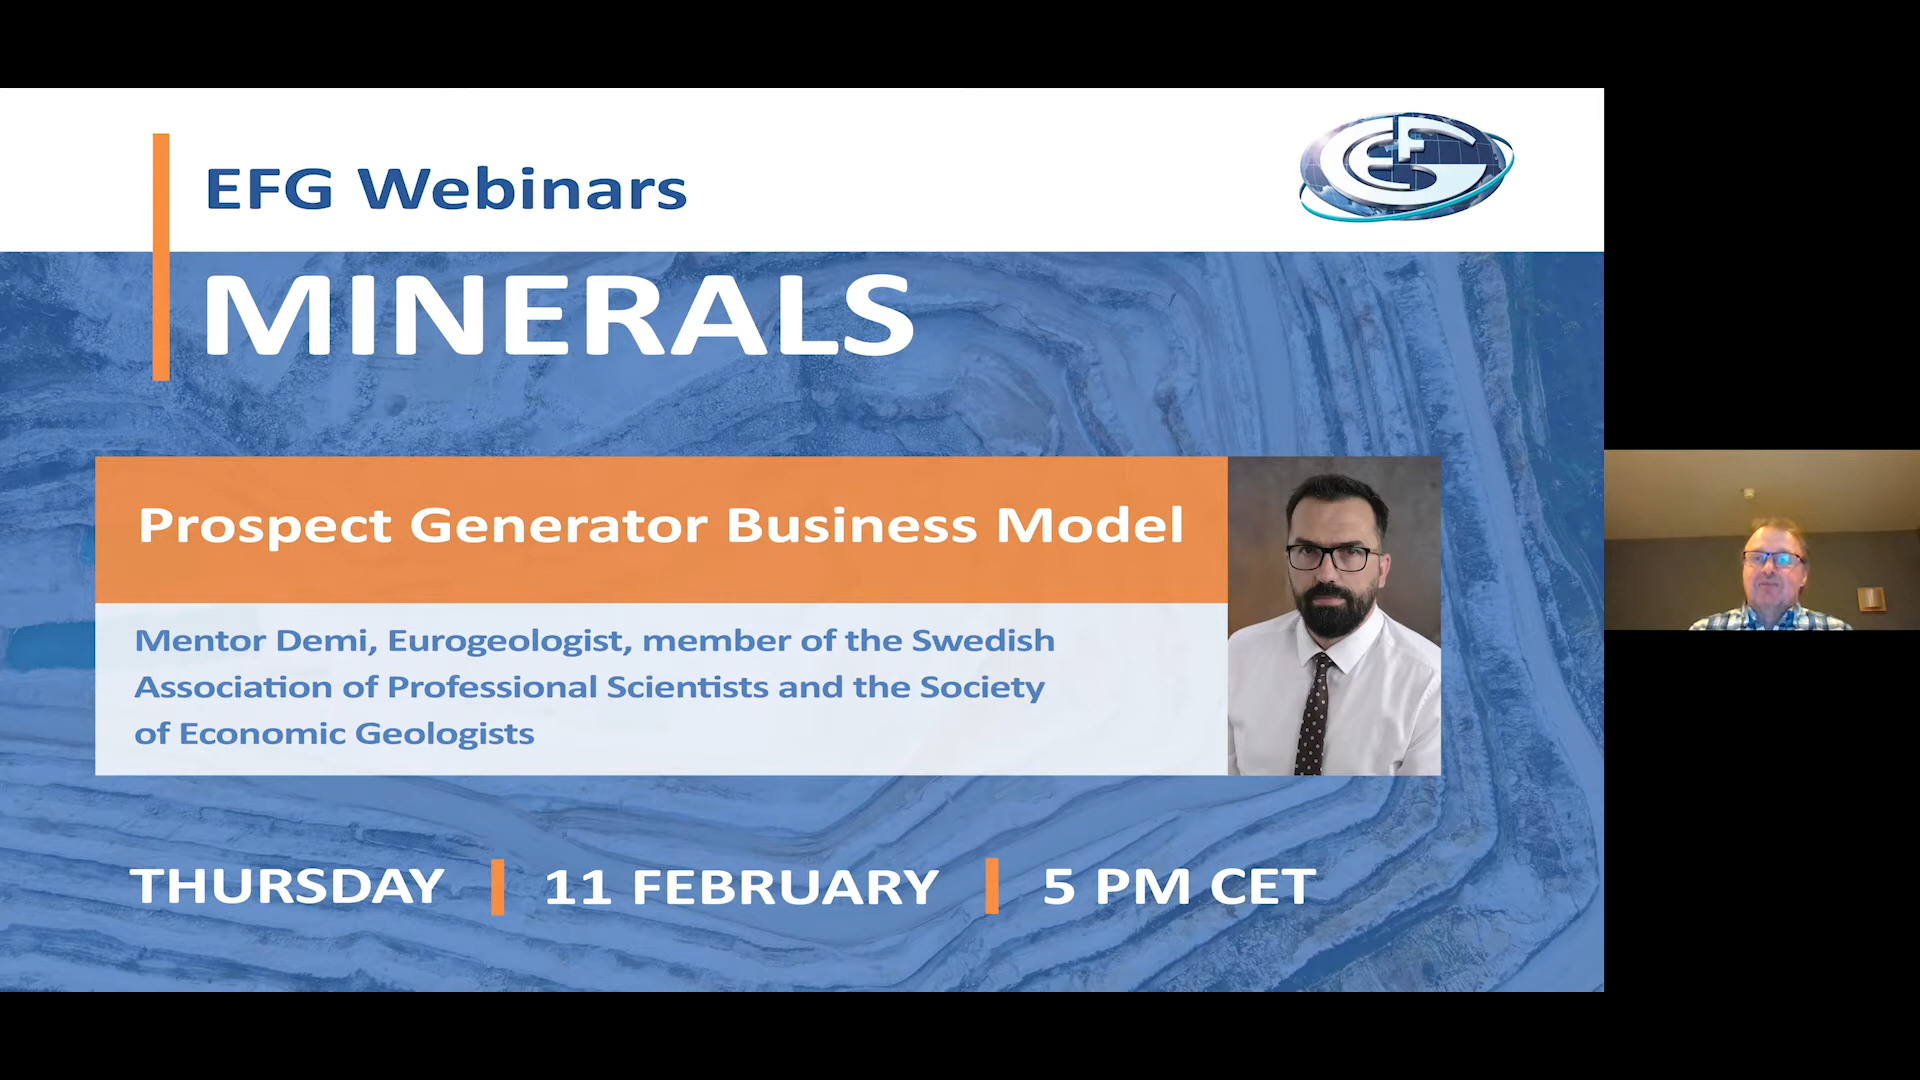 EFG Webinars
EFG
MINERALS
Prospect Generator Business Model
Mentor Demi, Eurogeologist, member of the Swedish
Association of Professional Scientists and the Society
of Economic Geologists
THURSDAY | 11 FEBRUARY | 5 PM CET